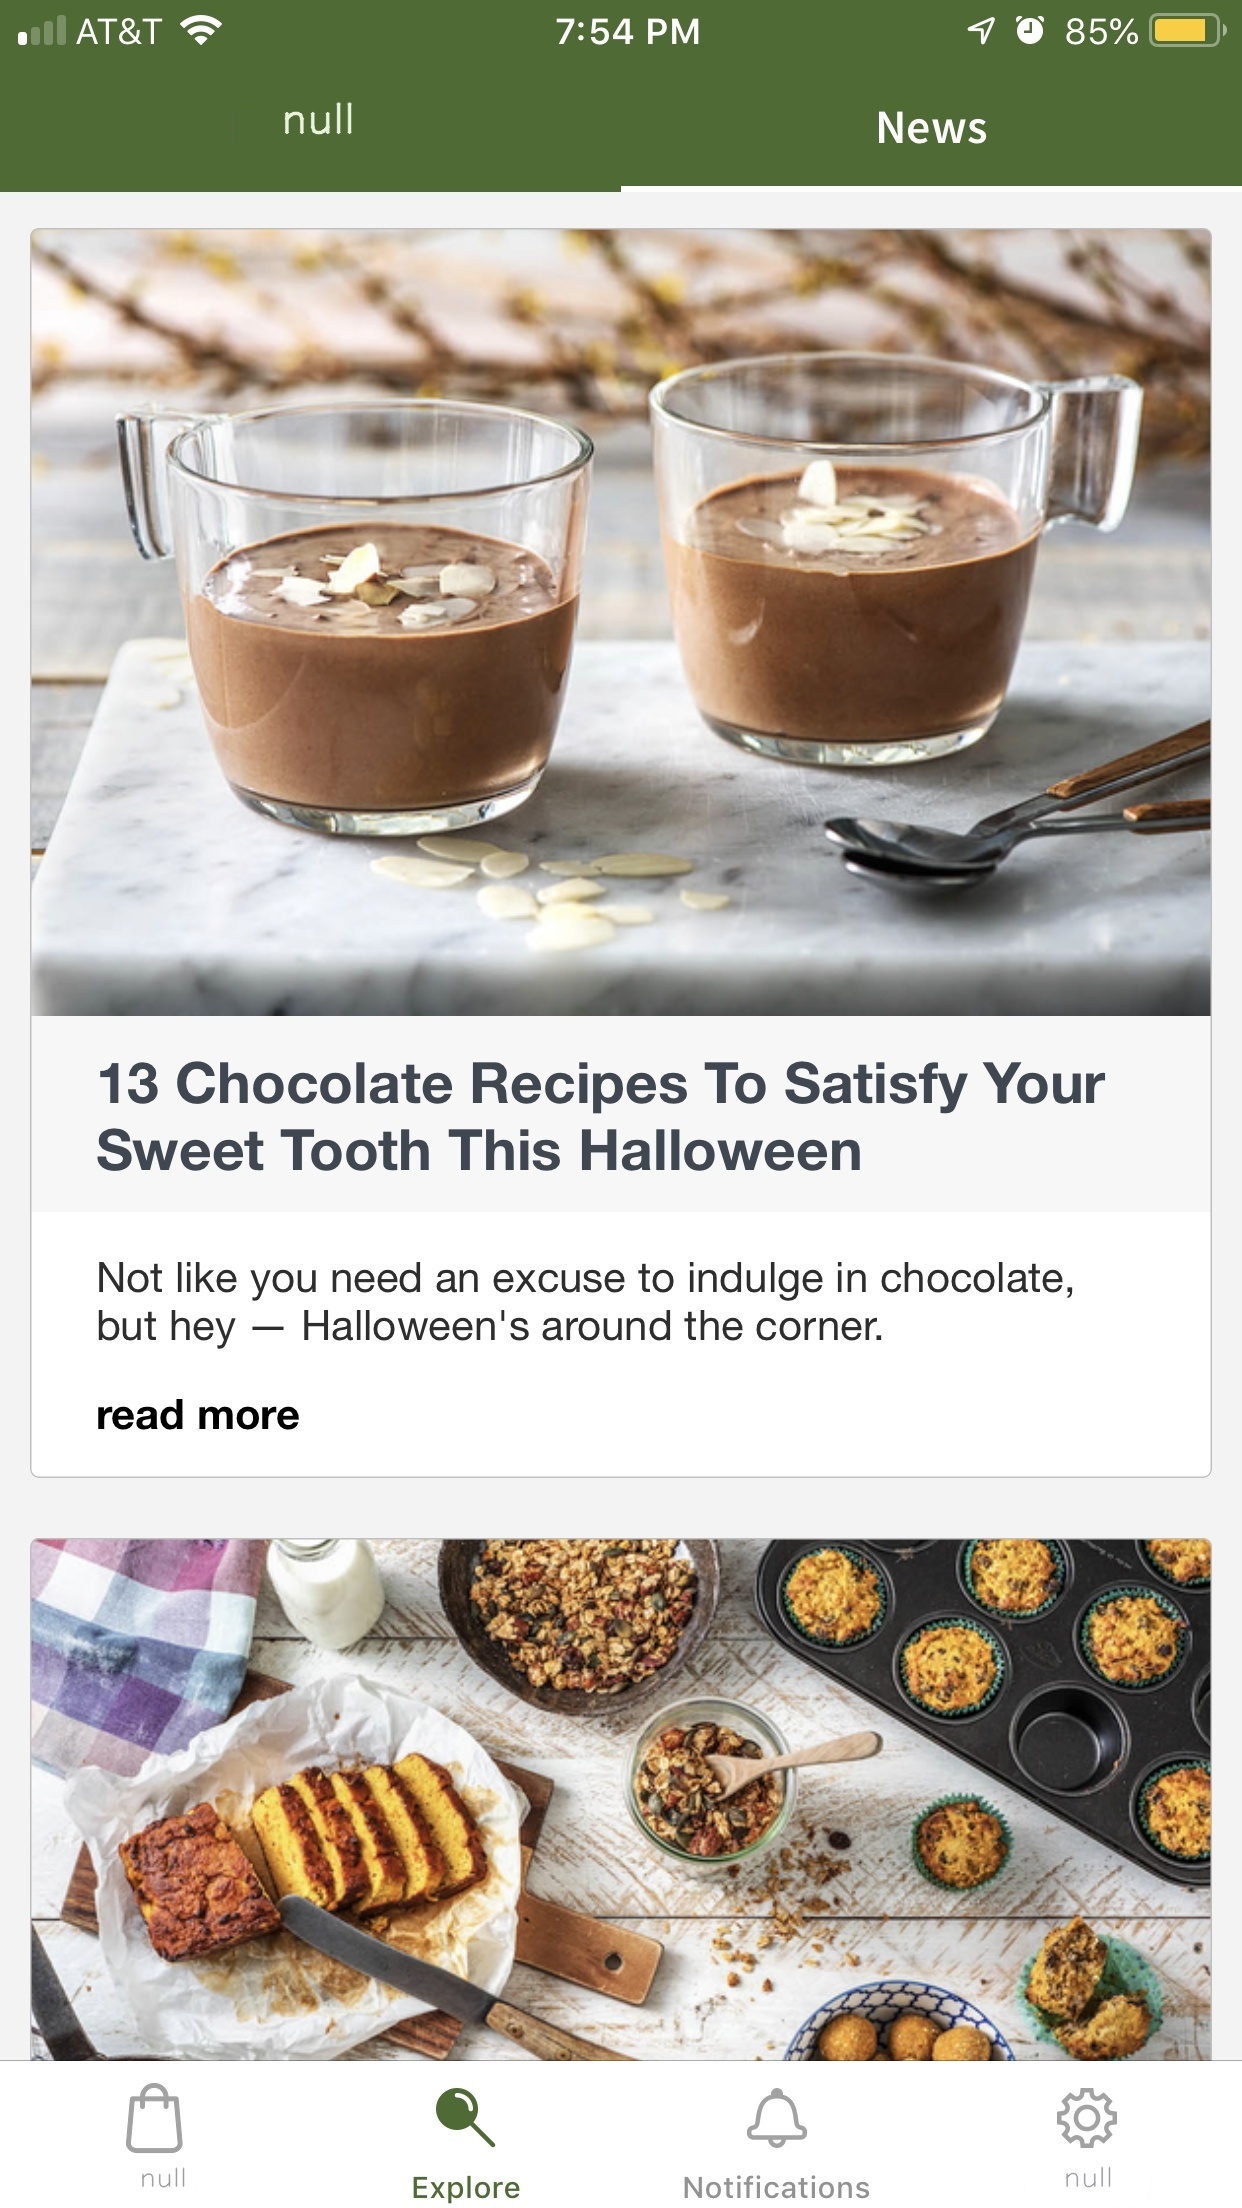 AT&T 7:54 PM 85%
null News
13 Chocolate Recipes To Satisfy Your
Sweet Tooth This Halloween
Not like you need an excuse to indulge in chocolate,
but hey — Halloween's around the corner.
read more
null Explore Notifications null